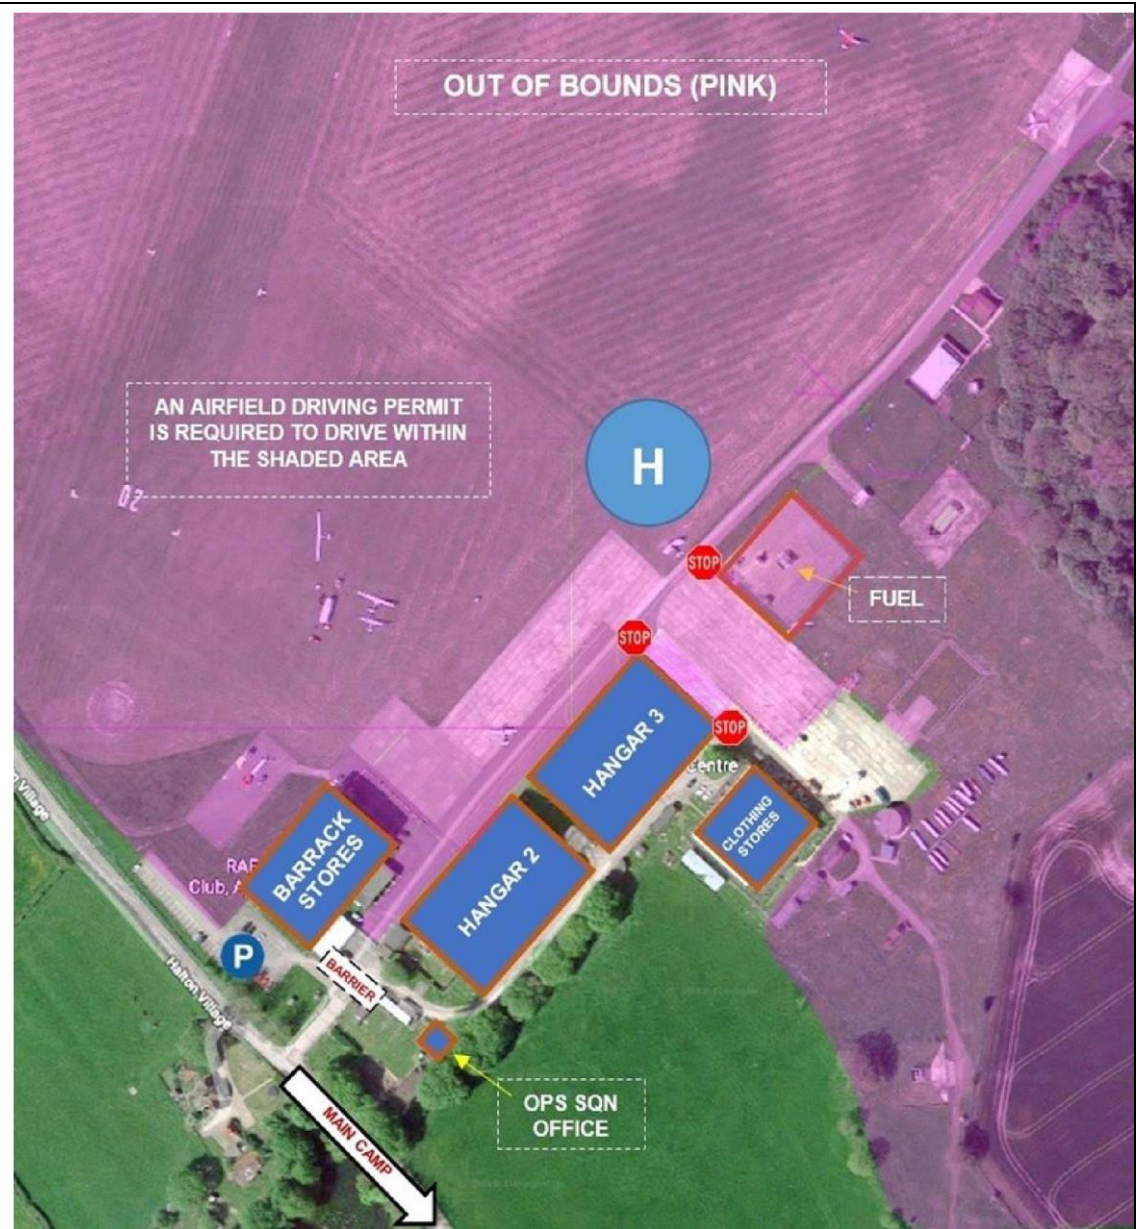 OUT OF BOUNDS (PINK)
AN AIRFIELD DRIVING PERMIT
IS REQUIRED TO DRIVE WITHIN
THE SHADED AREA
02
H
STOP
FUEL
STOP
HANGAR 3
STOP
Centre
CLOTHING
STORES
BARRACK
STORES
HANGAR 2
RAF
Club, A
n Village
P
BARRIER
Halton Village
OPS SQN
OFFICE
MAIN CAMP